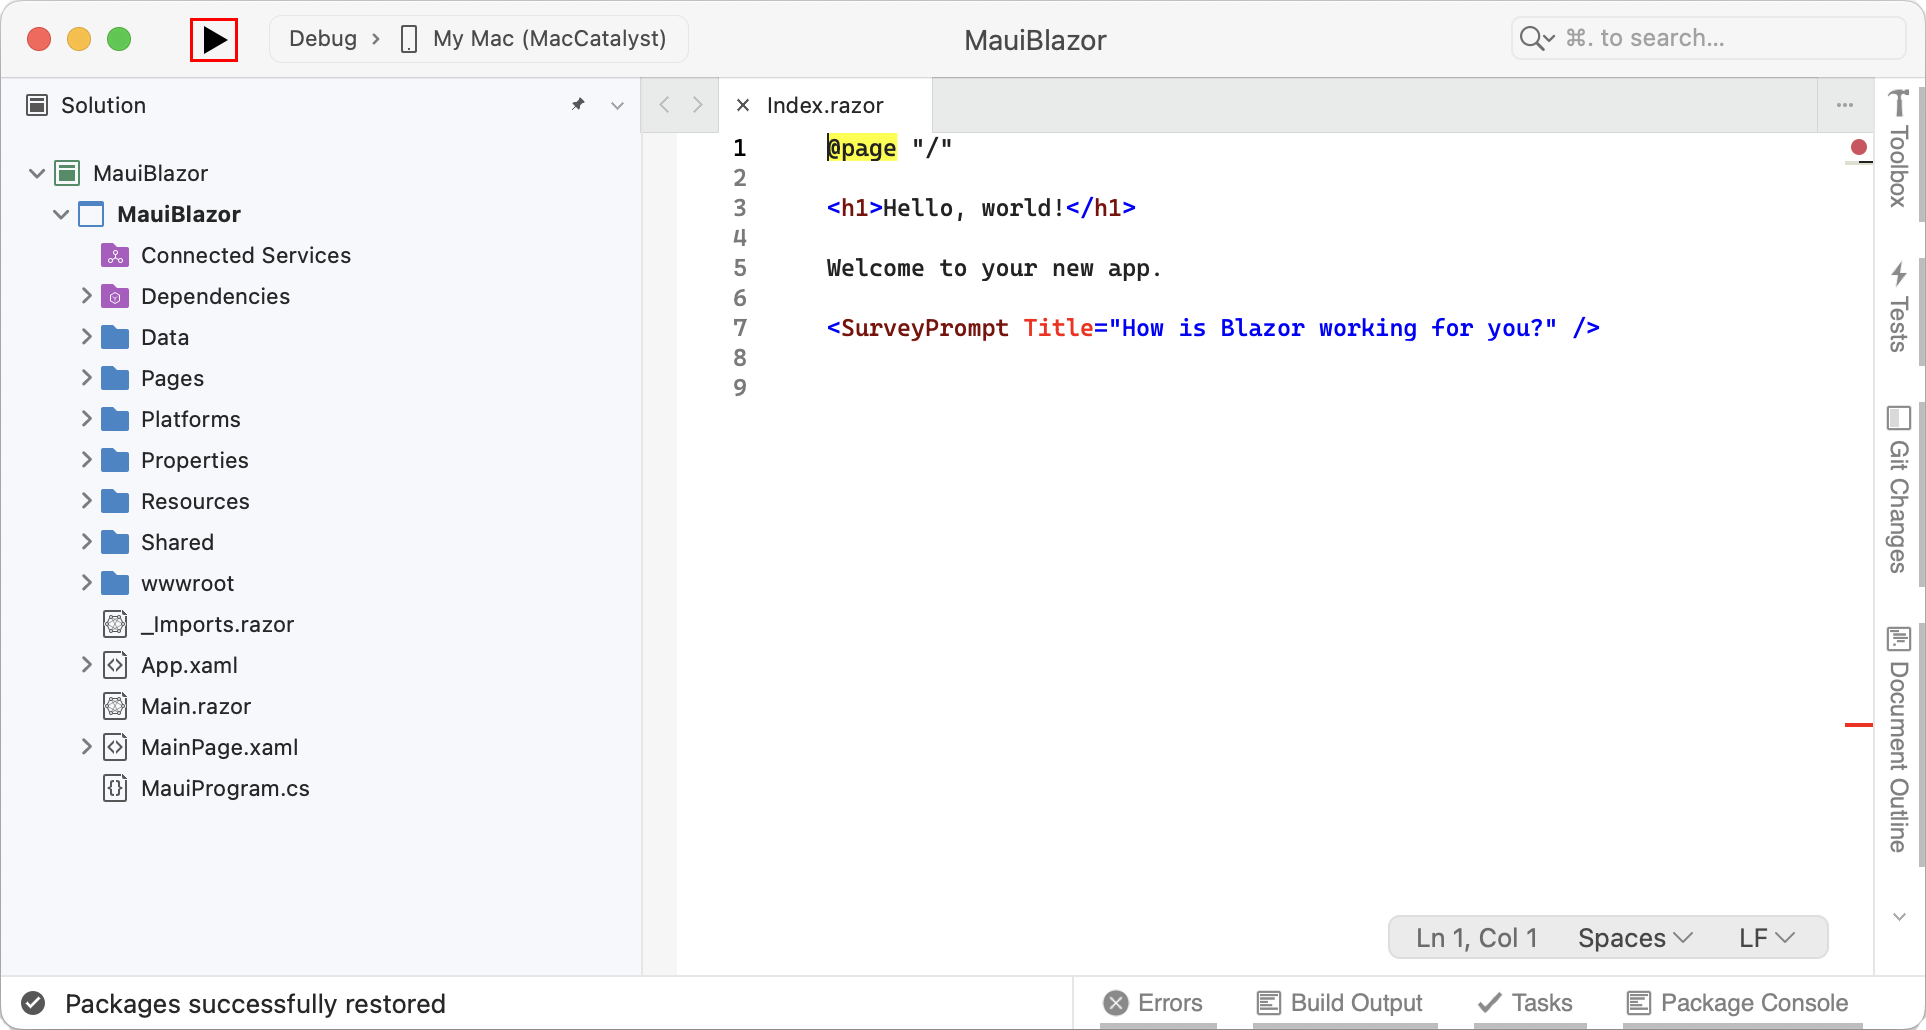 Debug > My Mac (MacCatalyst)
MauiBlazor
⌘. to search...
Solution
MauiBlazor
MauiBlazor
Connected Services
Dependencies
Data
Pages
Platforms
Properties
Resources
Shared
wwwroot
_Imports.razor
App.xaml
Main.razor
MainPage.xaml
MauiProgram.cs
Index.razor
1 @page "/"
2
3 <h1>Hello, world!</h1>
4
5 Welcome to your new app.
6
7 <SurveyPrompt Title="How is Blazor working for you?" />
8
9
Ln 1, Col 1 Spaces LF
Toolbox
Tests
Git Changes
Document Outline
Packages successfully restored
Errors Build Output Tasks Package Console